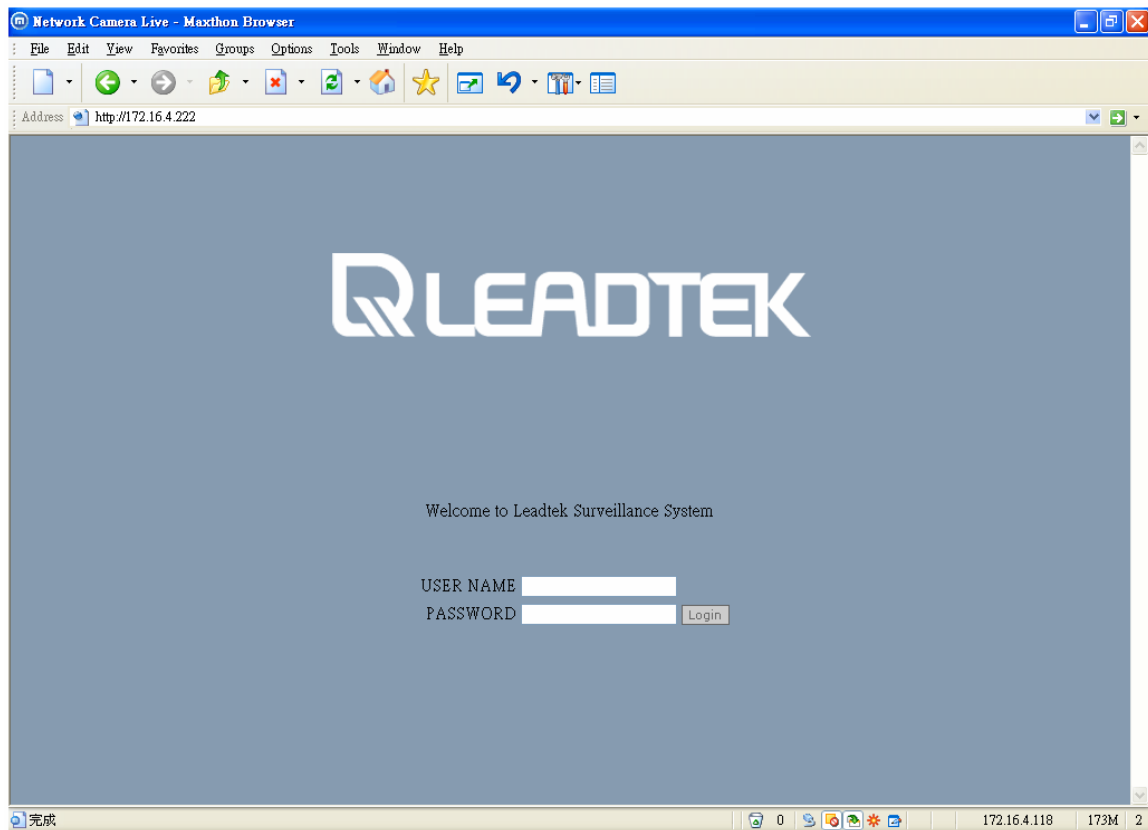 Network Camera Live - Maxthon Browser
File Edit View Favorites Groups Options Tools Window Help
Address http://172.16.4.222
LEADTEK
Welcome to Leadtek Surveillance System
USER NAME
PASSWORD Login
完成 0 172.16.4.118 173M 2